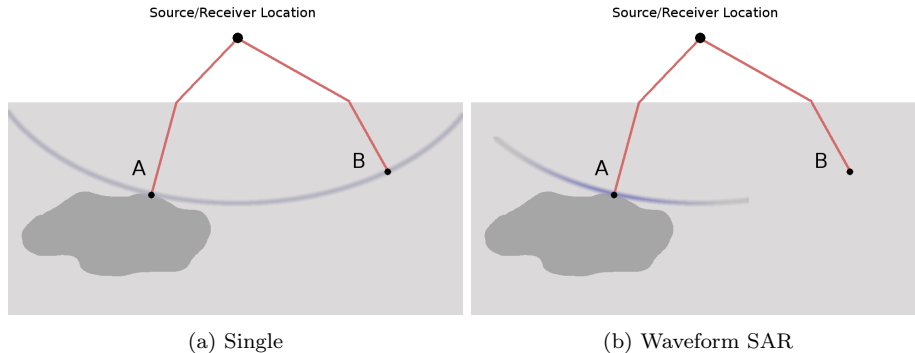 Source/Receiver Location
Source/Receiver Location
A
B
A
B
(a) Single
(b) Waveform SAR